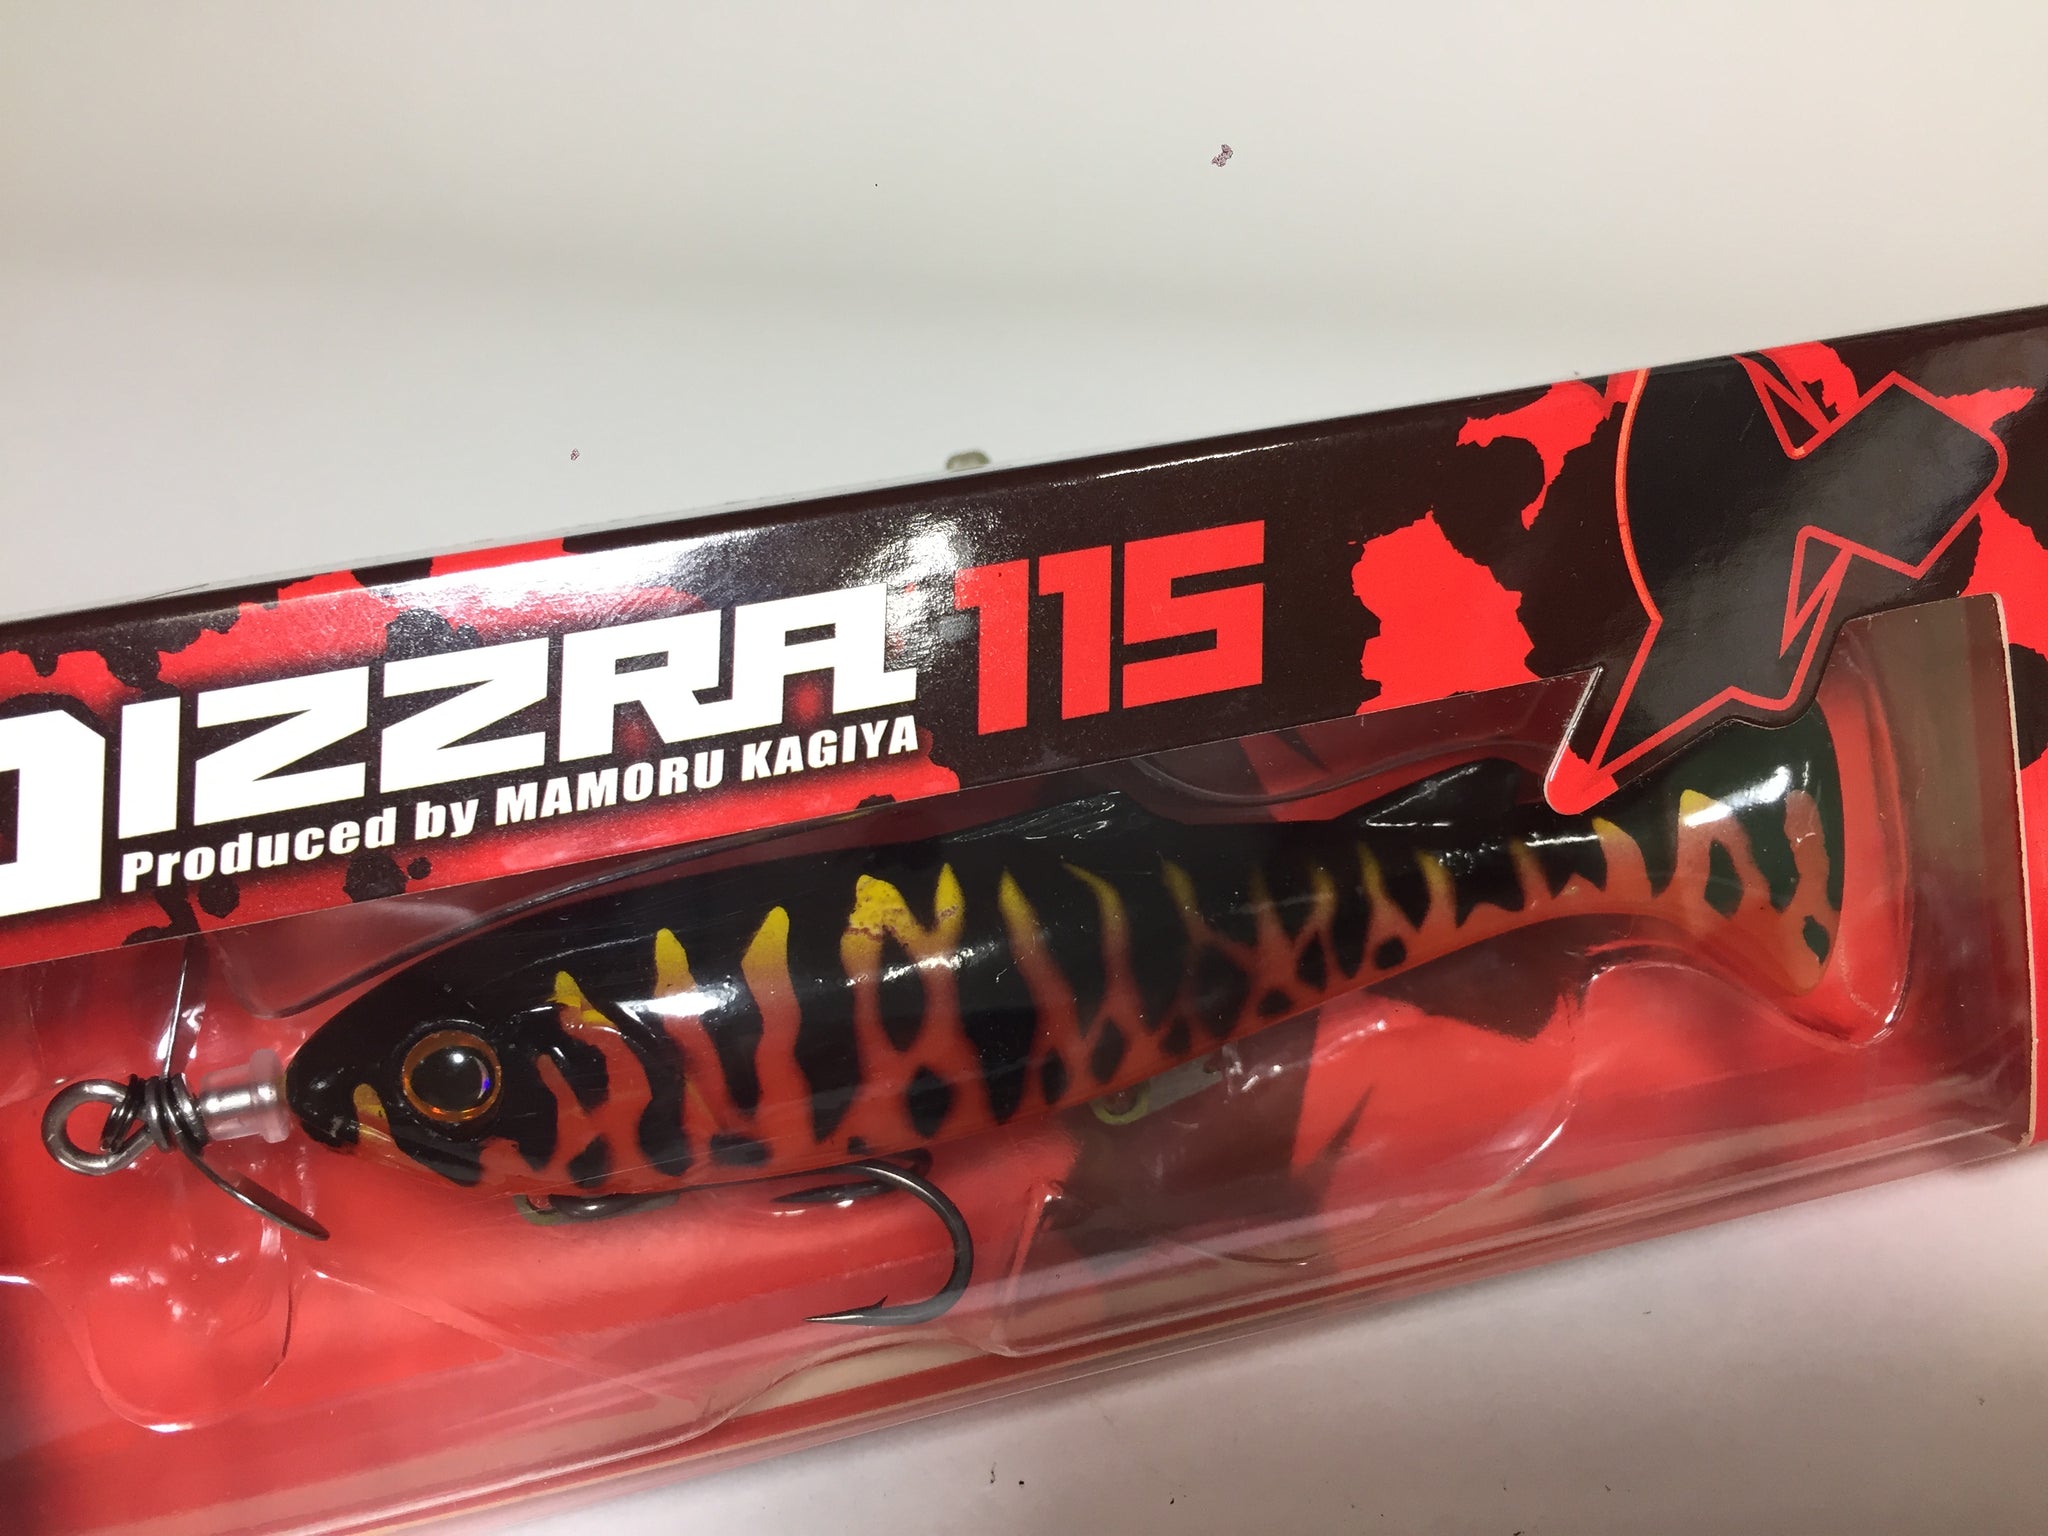 DIZZRA 115
Produced by MAMORU KAGIYA